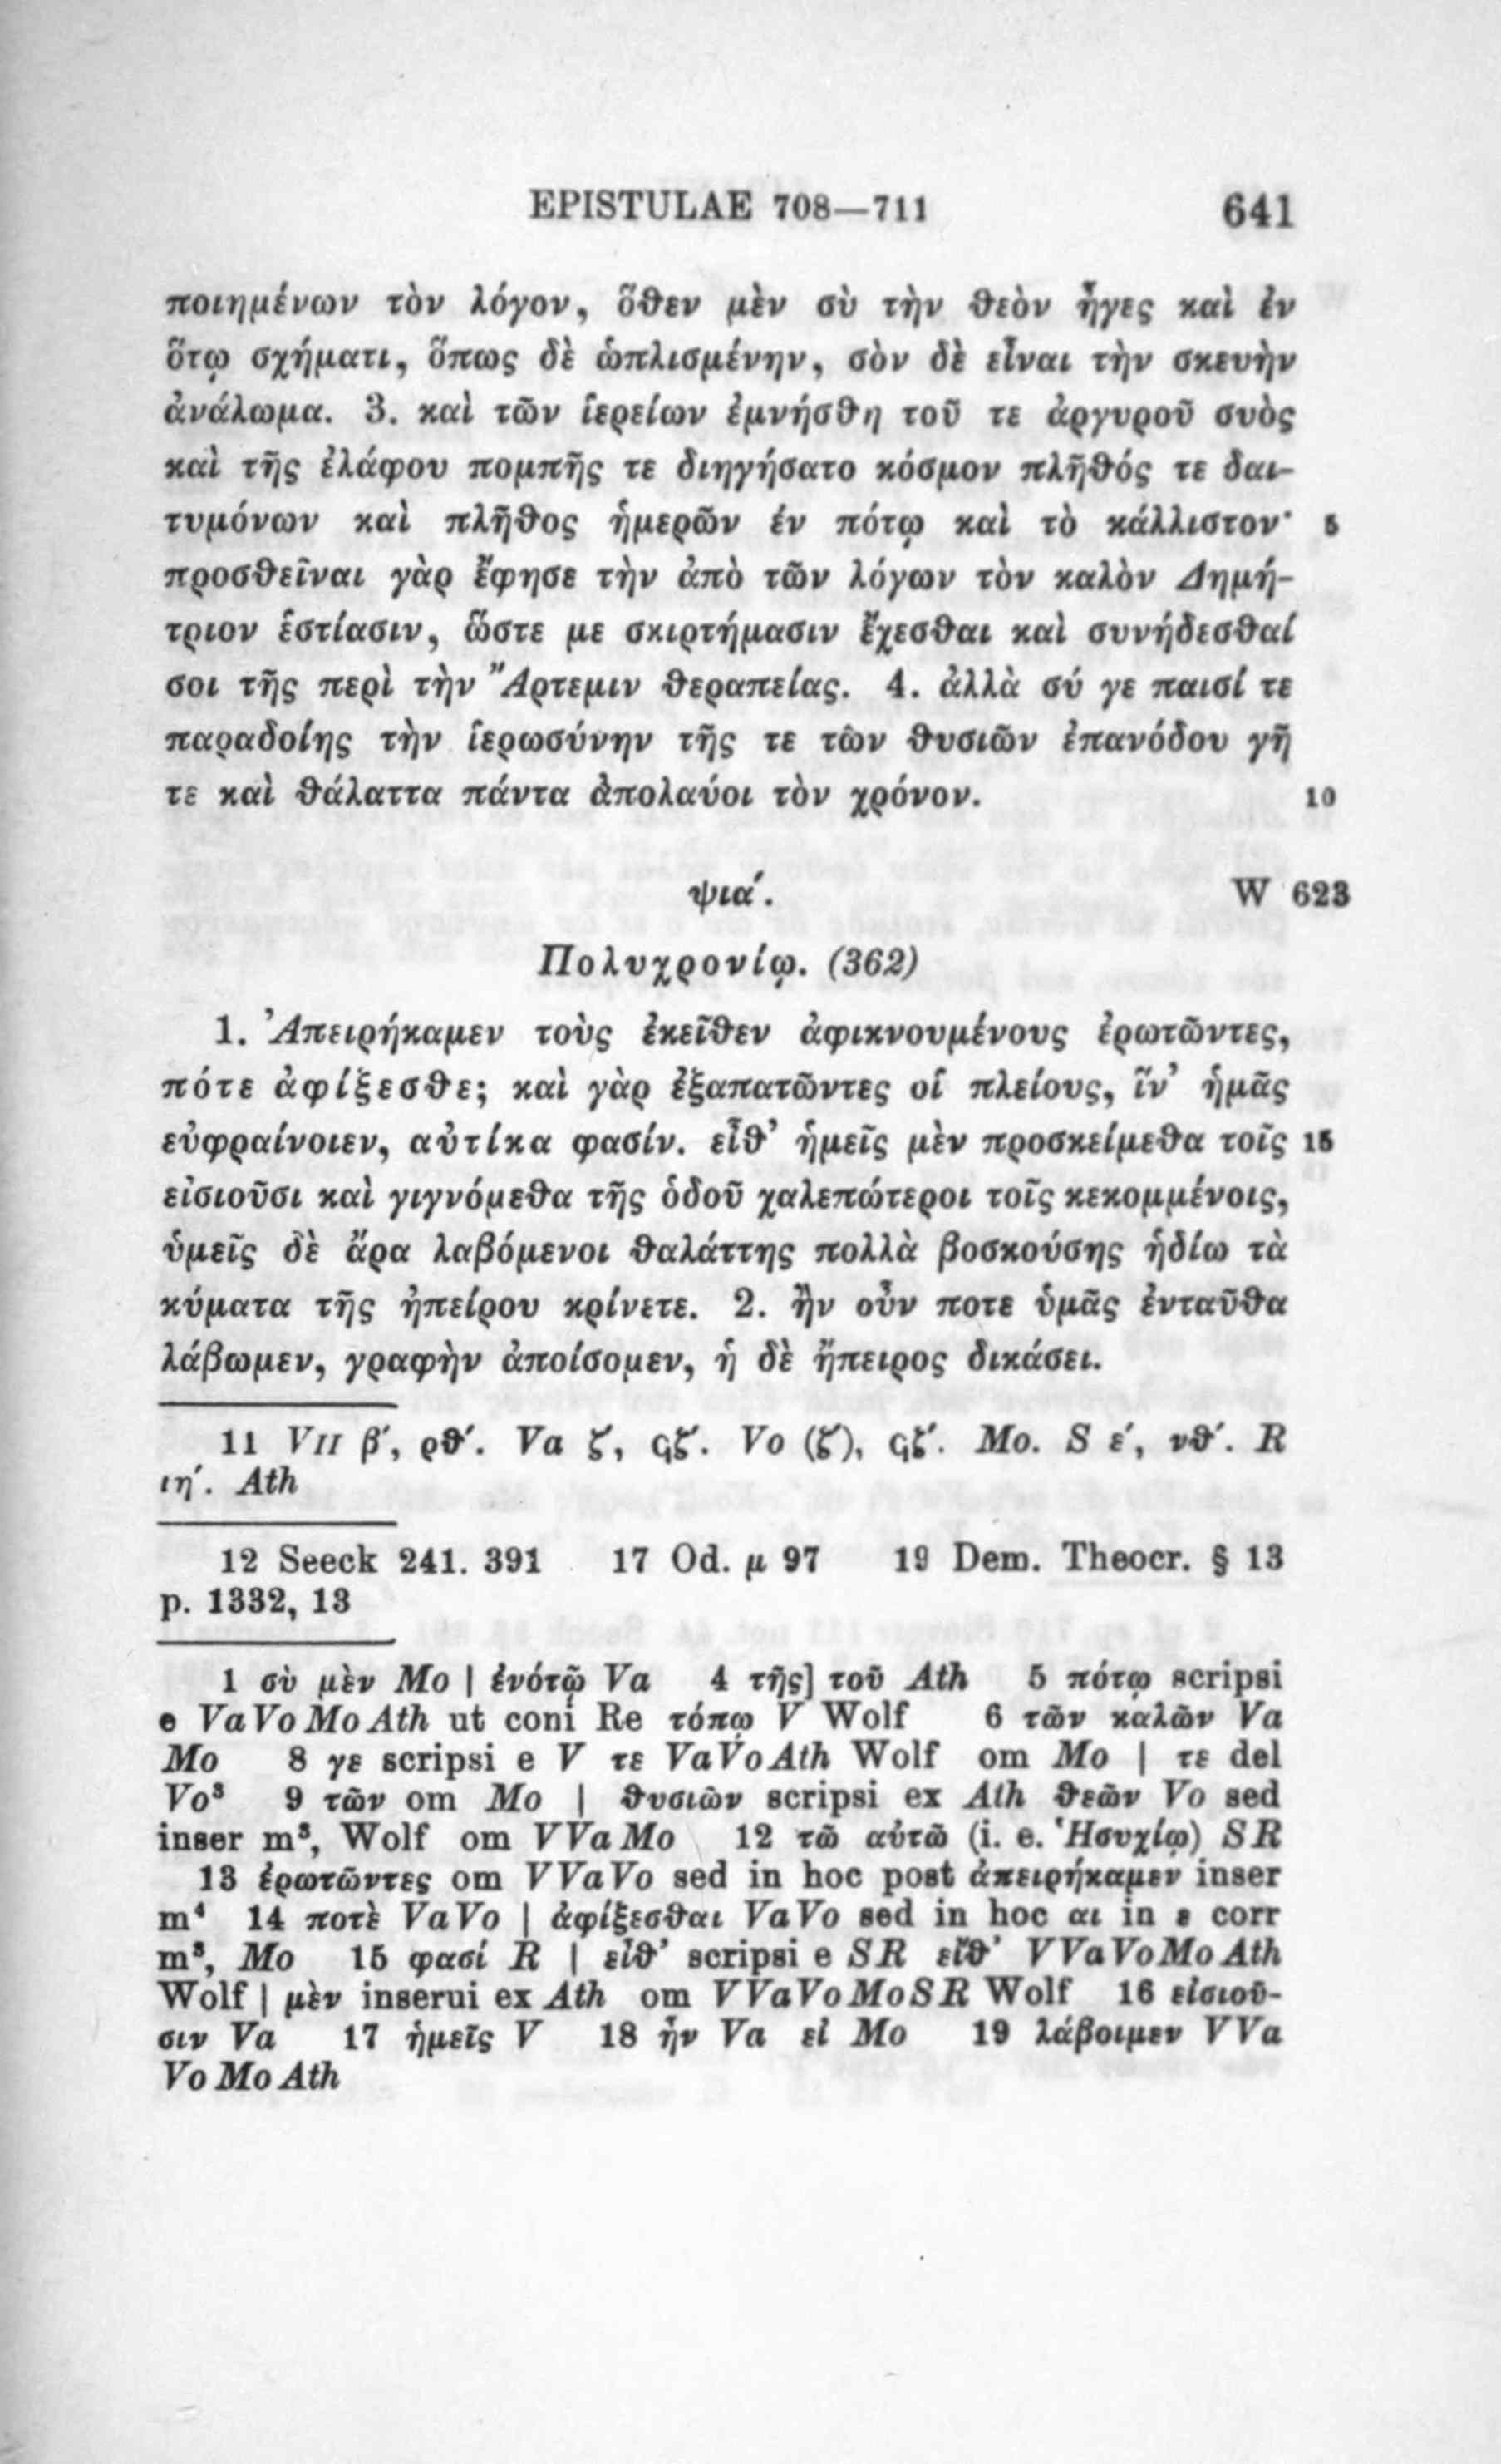 EPISTULAE 708—711 641
ποιημένων τὸν λόγον, ὅθεν μὲν σὺ τὴν θεὸν ἦγες καὶ ἐν
ὅτῳ σχήματι, ὅπως δὲ ὡπλισμένην, σὸν δὲ εἶναι τὴν σκευὴν
ἀνάλωμα. 3. καὶ τῶν ἱερείων ἐμνήσθη τοῦ τε ἀργυροῦ συὸς
καὶ τῆς ἐλάφου πομπῆς τε διηγήσατο κόσμον πλῆθός τε δαι-
τυμόνων καὶ πλῆθος ἡμερῶν ἐν πότῳ καὶ τὸ κάλλιστον· 5
προσθεῖναι γὰρ ἔφησε τὴν ἀπὸ τῶν λόγων τὸν καλὸν Δημή-
τριον ἑστίασιν, ὥστε με σκιρτήμασιν ἔχεσθαι καὶ συνήδεσθαί
σοι τῆς περὶ τὴν Ἄρτεμιν θεραπείας. 4. ἀλλὰ σύ γε παισί τε
παραδοίης τὴν ἱερωσύνην τῆς τε τῶν θυσιῶν ἐπανόδου γῆ
τε καὶ θάλαττα πάντα ἀπολαύοι τὸν χρόνον. 10
ψια΄. W 623
Πολυχρονίῳ. (362)
1. Ἀπειρήκαμεν τοὺς ἐκεῖθεν ἀφικνουμένους ἐρωτῶντες,
πότε ἀφίξεσθε; καὶ γὰρ ἐξαπατῶντες οἱ πλείους, ἵν' ἡμᾶς
εὐφραίνοιεν, αὐτίκα φασίν. εἶθ' ἡμεῖς μὲν προσκείμεθα τοῖς 15
εἰσιοῦσι καὶ γιγνόμεθα τῆς ὁδοῦ χαλεπώτεροι τοῖς κεκομμένοις,
ὑμεῖς δὲ ἄρα λαβόμενοι θαλάττης πολλὰ βοσκούσης ἡδίω τὰ
κύματα τῆς ἠπείρου κρίνετε. 2. ἢν οὖν ποτε ὑμᾶς ἐνταῦθα
λάβωμεν, γραφὴν ἀποίσομεν, ἡ δὲ ἤπειρος δικάσει.
11 VII β΄, ρθ΄. Va ζ΄, ϟζ΄. Vo (ζ΄), ϟζ΄. Mo. S ε΄, νθ΄. R
ιη΄. Ath
12 Seeck 241. 391 17 Od. μ 97 19 Dem. Theocr. § 13
p. 1332, 13
1 σὺ μὲν Mo | ἐνότῷ Va 4 τῆς] τοῦ Ath 5 πότῳ scripsi
e VaVoMoAth ut coni Re τόπῳ V Wolf 6 τῶν καλῶν Va
Mo 8 γε scripsi e V τε VaVoAth Wolf om Mo | τε del
Vo³ 9 τῶν om Mo | θυσιῶν scripsi ex Ath θεῶν Vo sed
inser m³, Wolf om VVaMo 12 τῶ αὐτῶ (i. e. Ἡσυχίῳ) SR
13 ἐρωτῶντες om VVaVo sed in hoc post ἀπειρήκαμεν inser
m⁴ 14 ποτὲ VaVo | ἀφίξεσθαι VaVo sed in hoc αι in ε corr
m³, Mo 15 φασί R | εἶθ' scripsi e SR εἴθ' VVaVoMoAth
Wolf | μὲν inserui ex Ath om VVaVoMoSR Wolf 16 εἰσιοῦ-
σιν Va 17 ἡμεῖς V 18 ἦν Va εἰ Mo 19 λάβοιμεν VVa
VoMoAth